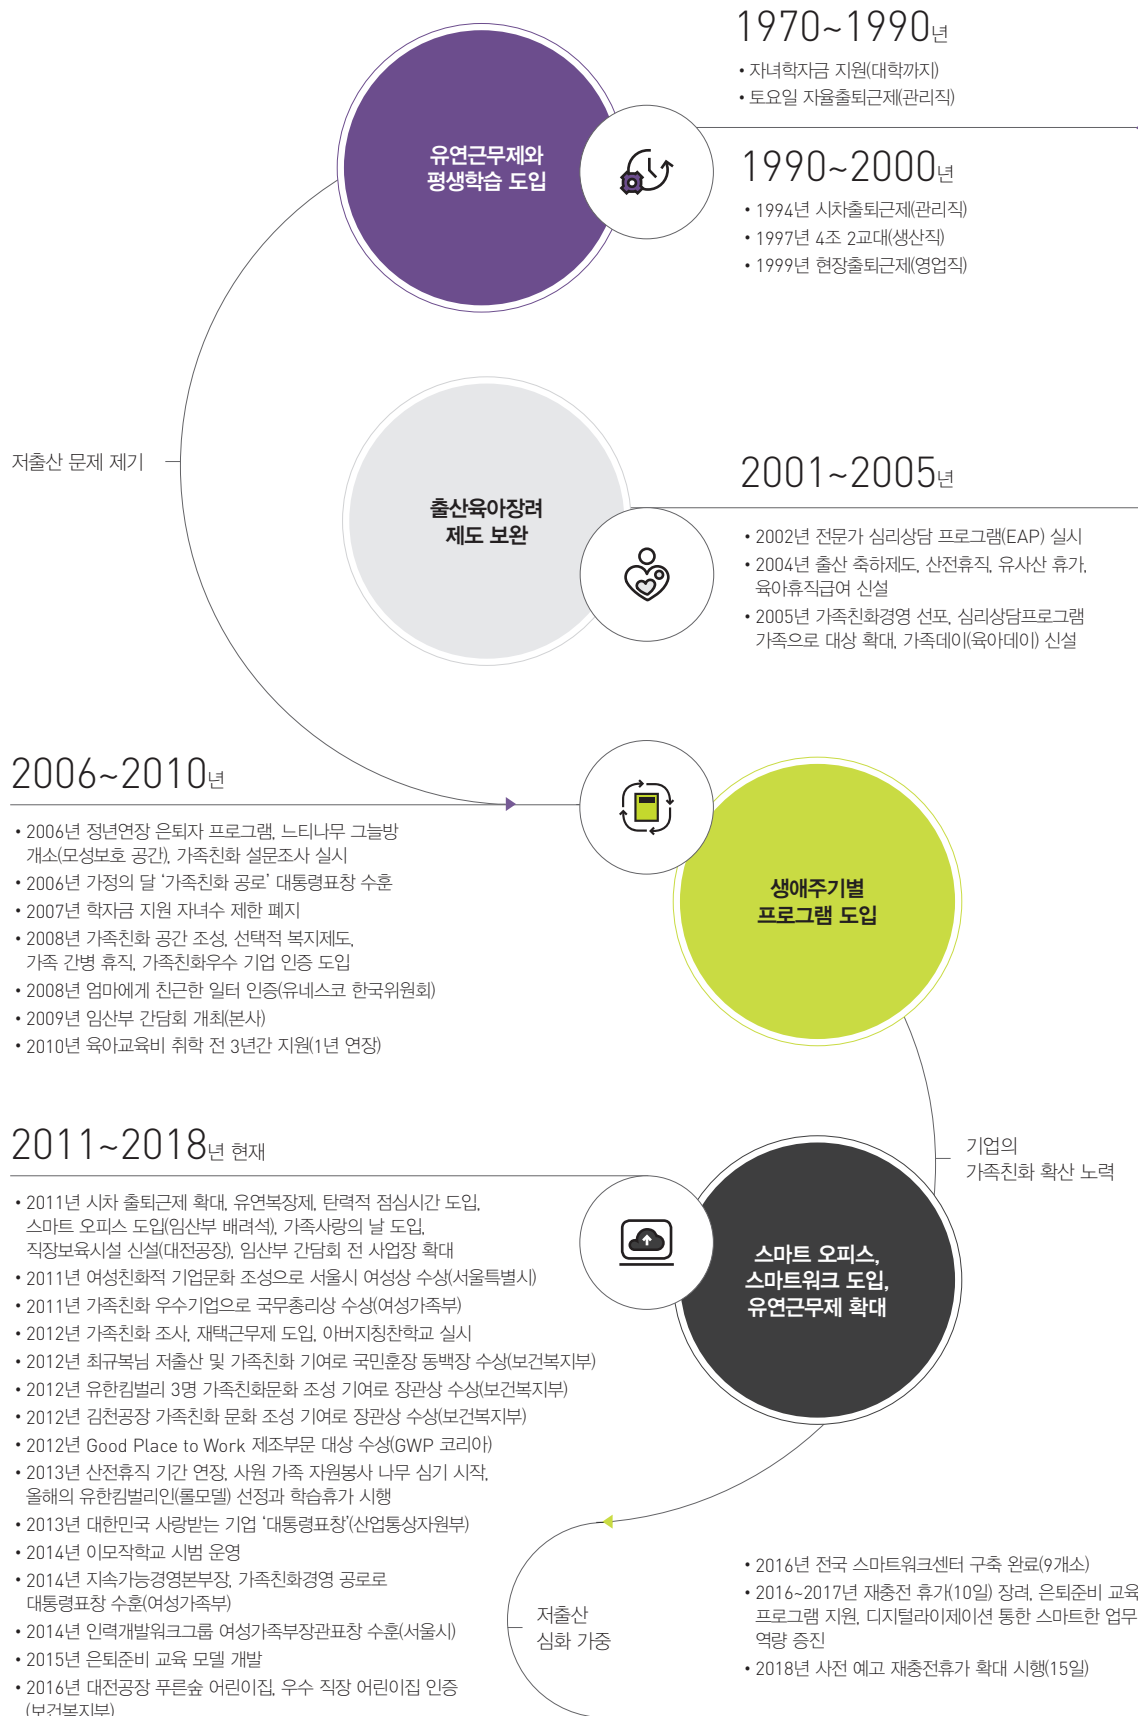 1970~1990년
• 자녀학자금 지원(대학까지)
• 토요일 자율출퇴근제(관리직)
유연근무제와
평생학습 도입
1990~2000년
• 1994년 시차출퇴근제(관리직)
• 1997년 4조 2교대(생산직)
• 1999년 현장출퇴근제(영업직)
저출산 문제 제기
출산육아장려
제도 보완
2001~2005년
• 2002년 전문가 심리상담 프로그램(EAP) 실시
• 2004년 출산 축하제도, 산전휴직, 유사산 휴가,
육아휴직급여 신설
• 2005년 가족친화경영 선포, 심리상담프로그램
가족으로 대상 확대, 가족데이(육아데이) 신설
2006~2010년
• 2006년 정년연장 은퇴자 프로그램, 느티나무 그늘방
개소(모성보호 공간), 가족친화 설문조사 실시
• 2006년 가정의 달 ‘가족친화 공로’ 대통령표창 수훈
• 2007년 학자금 지원 자녀수 제한 폐지
• 2008년 가족친화 공간 조성, 선택적 복지제도,
가족 간병 휴직, 가족친화우수 기업 인증 도입
• 2008년 엄마에게 친근한 일터 인증(유네스코 한국위원회)
• 2009년 임산부 간담회 개최(본사)
• 2010년 육아교육비 취학 전 3년간 지원(1년 연장)
생애주기별
프로그램 도입
기업의
가족친화 확산 노력
2011~2018년 현재
• 2011년 시차 출퇴근제 확대, 유연복장제, 탄력적 점심시간 도입,
스마트 오피스 도입(임산부 배려석), 가족사랑의 날 도입,
직장보육시설 신설(대전공장), 임산부 간담회 전 사업장 확대
• 2011년 여성친화적 기업문화 조성으로 서울시 여성상 수상(서울특별시)
• 2011년 가족친화 우수기업으로 국무총리상 수상(여성가족부)
• 2012년 가족친화 조사, 재택근무제 도입, 아버지칭찬학교 실시
• 2012년 최규복님 저출산 및 가족친화 기여로 국민훈장 동백장 수상(보건복지부)
• 2012년 유한킴벌리 3명 가족친화문화 조성 기여로 장관상 수상(보건복지부)
• 2012년 김천공장 가족친화 문화 조성 기여로 장관상 수상(보건복지부)
• 2012년 Good Place to Work 제조부문 대상 수상(GWP 코리아)
• 2013년 산전휴직 기간 연장, 사원 가족 자원봉사 나무 심기 시작,
올해의 유한킴벌리인(롤모델) 선정과 학습휴가 시행
• 2013년 대한민국 사랑받는 기업 ‘대통령표창’(산업통상자원부)
• 2014년 이모작학교 시범 운영
• 2014년 지속가능경영본부장, 가족친화경영 공로로
대통령표창 수훈(여성가족부)
• 2014년 인력개발워크그룹 여성가족부장관표창 수훈(서울시)
• 2015년 은퇴준비 교육 모델 개발
• 2016년 대전공장 푸른숲 어린이집, 우수 직장 어린이집 인증
(보건복지부)
스마트 오피스,
스마트워크 도입,
유연근무제 확대
저출산
심화 가중
• 2016년 전국 스마트워크센터 구축 완료(9개소)
• 2016~2017년 재충전 휴가(10일) 장려, 은퇴준비 교육
프로그램 지원, 디지털라이제이션 통한 스마트한 업무
역량 증진
• 2018년 사전 예고 재충전휴가 확대 시행(15일)